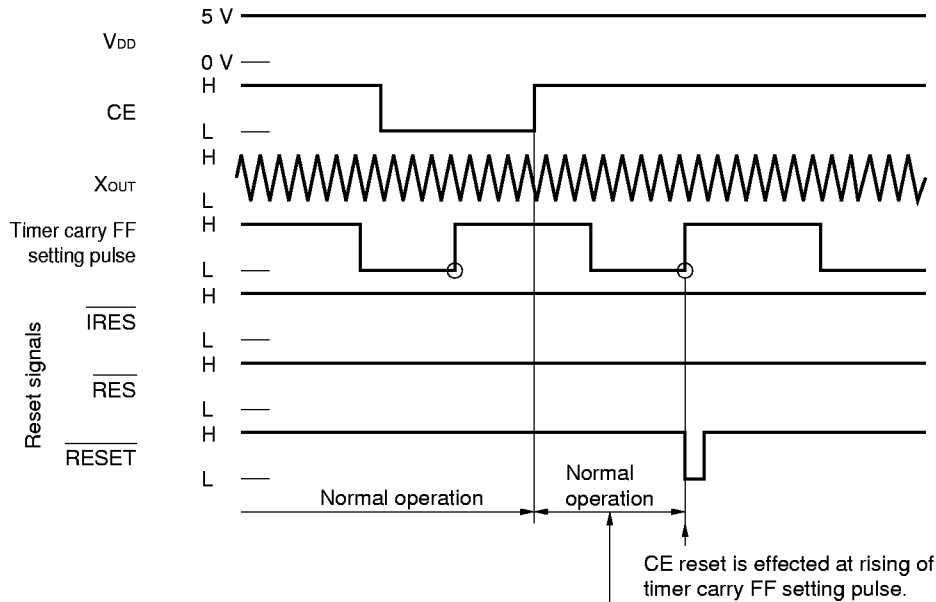 5 V
VDD
0 V
H
CE
L
H
XOUT
L
Timer carry FF
setting pulse
H
L
Reset signals
H
IRES
L
H
RES
L
H
RESET
L
Normal operation
Normal
operation
CE reset is effected at rising of
timer carry FF setting pulse.